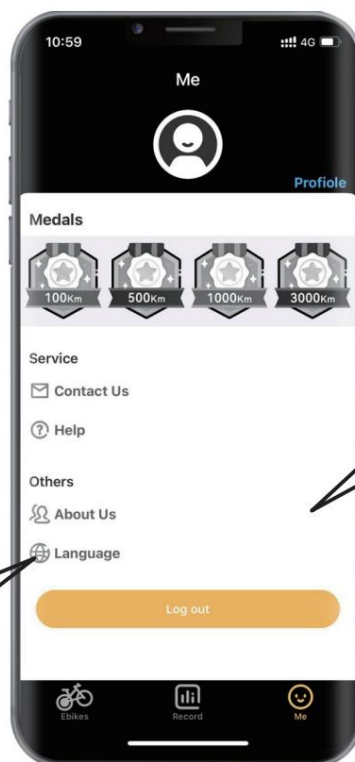 10:59 4G
Me
Profiole
Medals
100Km 500Km 1000Km 3000Km
Service
Contact Us
Help
Others
About Us
Language
Log out
Ebikes Record Me